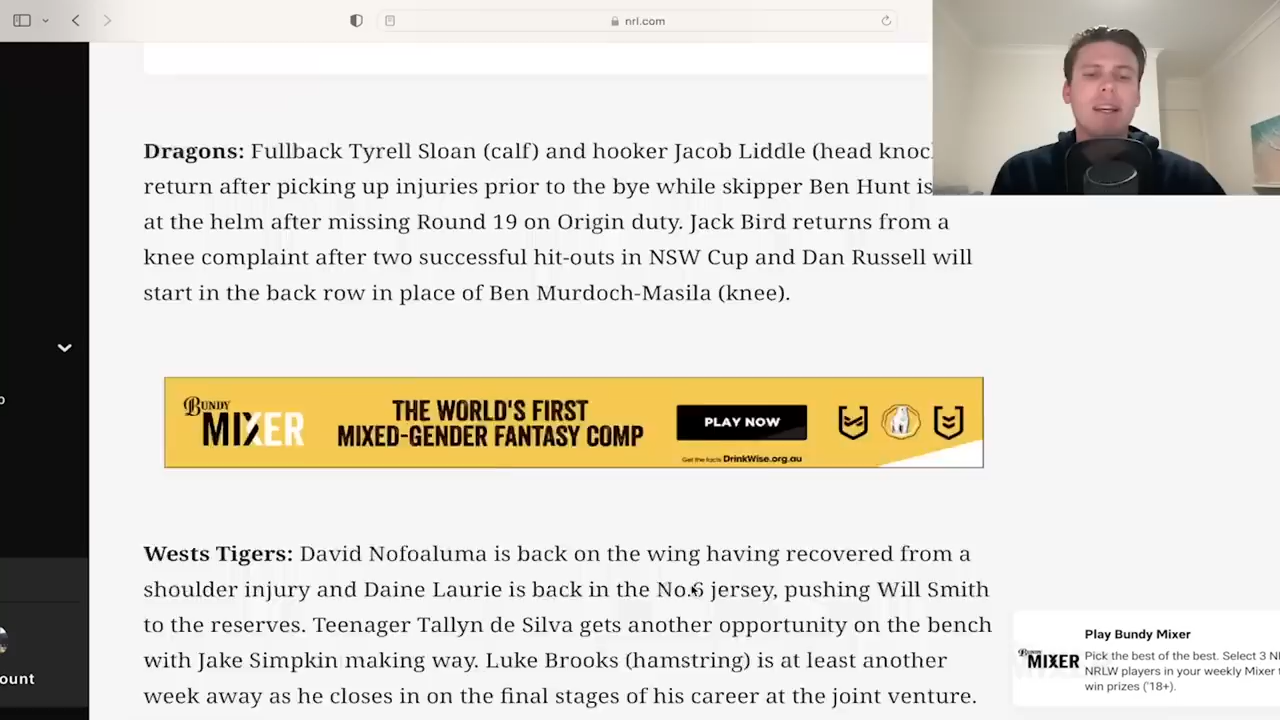 nrl.com
Dragons: Fullback Tyrell Sloan (calf) and hooker Jacob Liddle (head
return after picking up injuries prior to the bye while skipper Ben Hunt is
at the helm after missing Round 19 on Origin duty. Jack Bird returns from a
knee complaint after two successful hit-outs in NSW Cup and Dan Russell will
start in the back row in place of Ben Murdoch-Masila (knee).
BUNDY
MIXER
THE WORLD'S FIRST
MIXED-GENDER FANTASY COMP
PLAY NOW
Get the facts DrinkWise.org.au
Wests Tigers: David Nofoaluma is back on the wing having recovered from a
shoulder injury and Daine Laurie is back in the No.6 jersey, pushing Will Smith
to the reserves. Teenager Tallyn de Silva gets another opportunity on the bench
with Jake Simpkin making way. Luke Brooks (hamstring) is at least another
week away as he closes in on the final stages of his career at the joint venture.
Play Bundy Mixer
Pick the best of the best. Select 3
NRLW players in your weekly Mixer
win prizes ('18+).
MIXER
ount